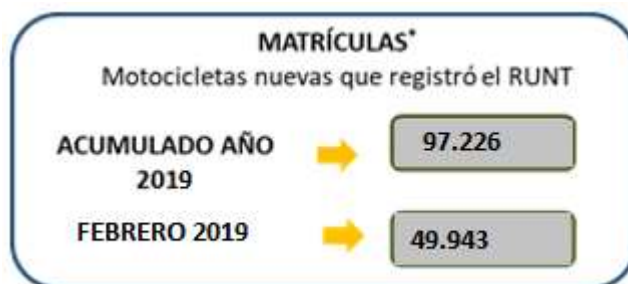 MATRÍCULAS*
Motocicletas nuevas que registró el RUNT
ACUMULADO AÑO 2019
97.226
FEBRERO 2019
49.943